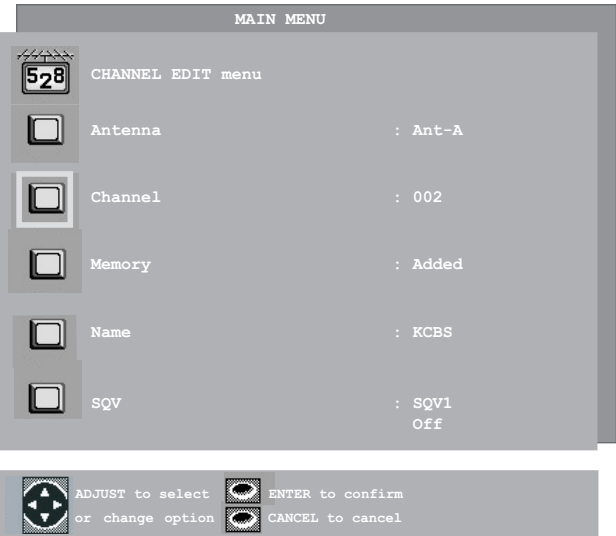 MAIN MENU
528
CHANNEL EDIT menu
Antenna : Ant-A
Channel : 002
Memory : Added
Name : KCBS
SQV : SQV1
Off
ADJUST to select ENTER to confirm
or change option CANCEL to cancel